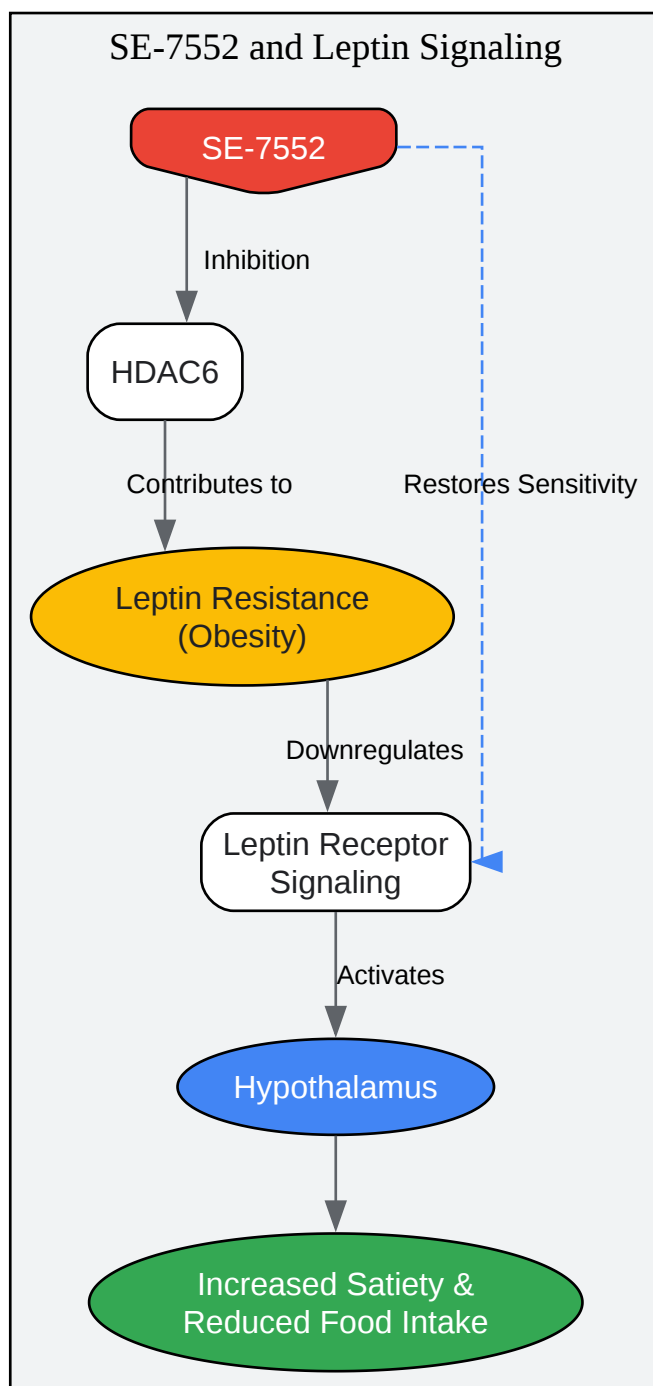 SE-7552 and Leptin Signaling
SE-7552
Inhibition
HDAC6
Contributes to
Restores Sensitivity
Leptin Resistance
(Obesity)
Downregulates
Leptin Receptor
Signaling
Activates
Hypothalamus
Increased Satiety &
Reduced Food Intake